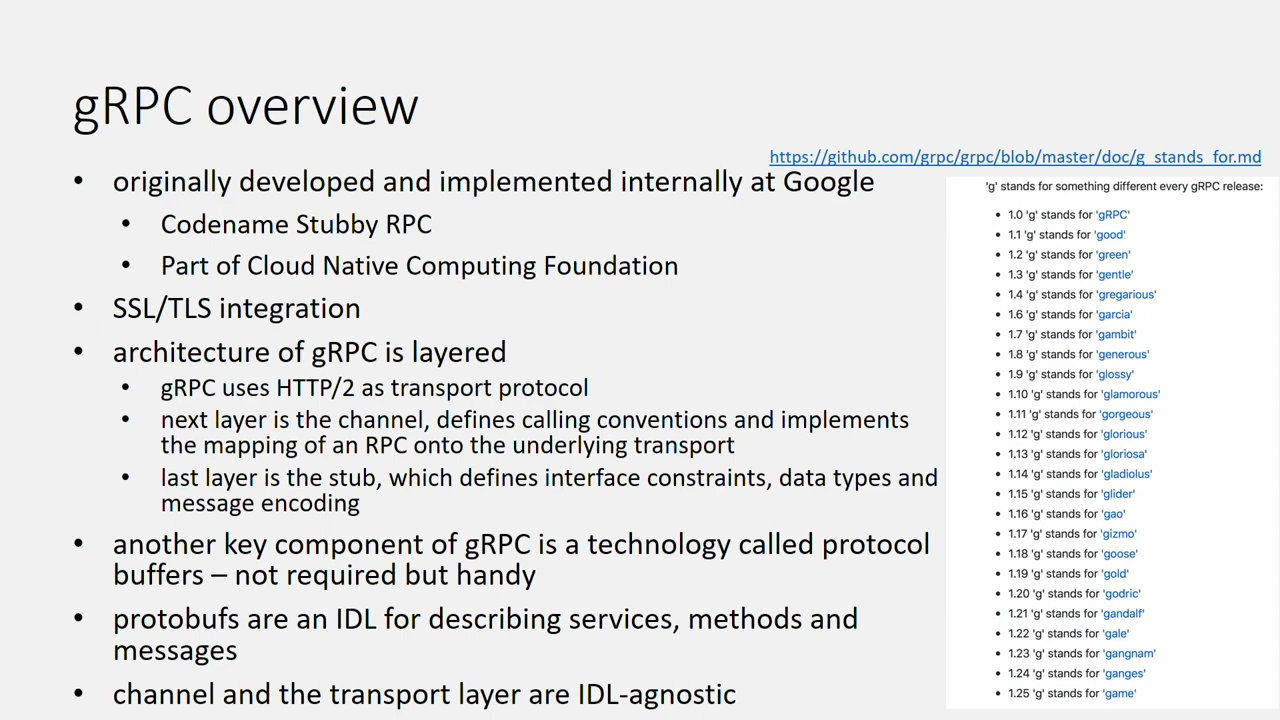 gRPC overview
https://github.com/grpc/grpc/blob/master/doc/g_stands_for.md
• originally developed and implemented internally at Google
• Codename Stubby RPC
• Part of Cloud Native Computing Foundation
• SSL/TLS integration
• architecture of gRPC is layered
• gRPC uses HTTP/2 as transport protocol
• next layer is the channel, defines calling conventions and implements
the mapping of an RPC onto the underlying transport
• last layer is the stub, which defines interface constraints, data types and
message encoding
• another key component of gRPC is a technology called protocol
buffers – not required but handy
• protobufs are an IDL for describing services, methods and
messages
• channel and the transport layer are IDL-agnostic
'g' stands for something different every gRPC release:
• 1.0 'g' stands for 'gRPC'
• 1.1 'g' stands for 'good'
• 1.2 'g' stands for 'green'
• 1.3 'g' stands for 'gentle'
• 1.4 'g' stands for 'gregarious'
• 1.6 'g' stands for 'garcia'
• 1.7 'g' stands for 'gambit'
• 1.8 'g' stands for 'generous'
• 1.9 'g' stands for 'glossy'
• 1.10 'g' stands for 'glamorous'
• 1.11 'g' stands for 'gorgeous'
• 1.12 'g' stands for 'glorious'
• 1.13 'g' stands for 'gloriosa'
• 1.14 'g' stands for 'gladiolus'
• 1.15 'g' stands for 'glider'
• 1.16 'g' stands for 'gao'
• 1.17 'g' stands for 'gizmo'
• 1.18 'g' stands for 'goose'
• 1.19 'g' stands for 'gold'
• 1.20 'g' stands for 'godric'
• 1.21 'g' stands for 'gandalf'
• 1.22 'g' stands for 'gale'
• 1.23 'g' stands for 'gangnam'
• 1.24 'g' stands for 'ganges'
• 1.25 'g' stands for 'game'